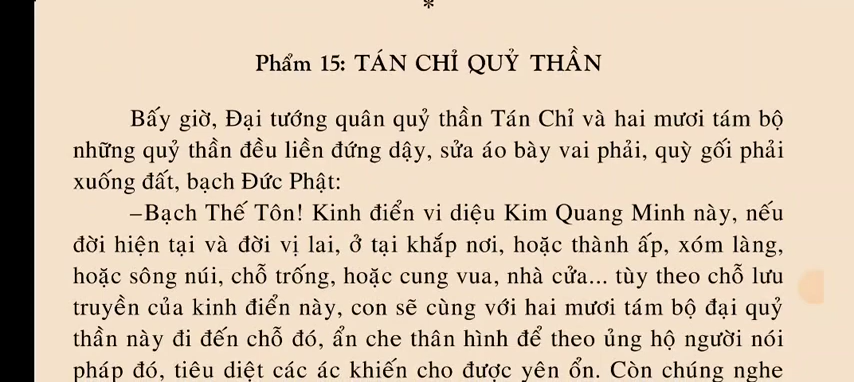 *
Phẩm 15: TÁN CHỈ QUỶ THẦN
Bấy giờ, Đại tướng quân quỷ thần Tán Chỉ và hai mươi tám bộ
những quỷ thần đều liền đứng dậy, sửa áo bày vai phải, quỳ gối phải
xuống đất, bạch Đức Phật:
–Bạch Thế Tôn! Kinh điển vi diệu Kim Quang Minh này, nếu
đời hiện tại và đời vị lai, ở tại khắp nơi, hoặc thành ấp, xóm làng,
hoặc sông núi, chỗ trống, hoặc cung vua, nhà cửa... tùy theo chỗ lưu
truyền của kinh điển này, con sẽ cùng với hai mươi tám bộ đại quỷ
thần này đi đến chỗ đó, ẩn che thân hình để theo ủng hộ người nói
pháp đó, tiêu diệt các ác khiến cho được yên ổn. Còn chúng nghe